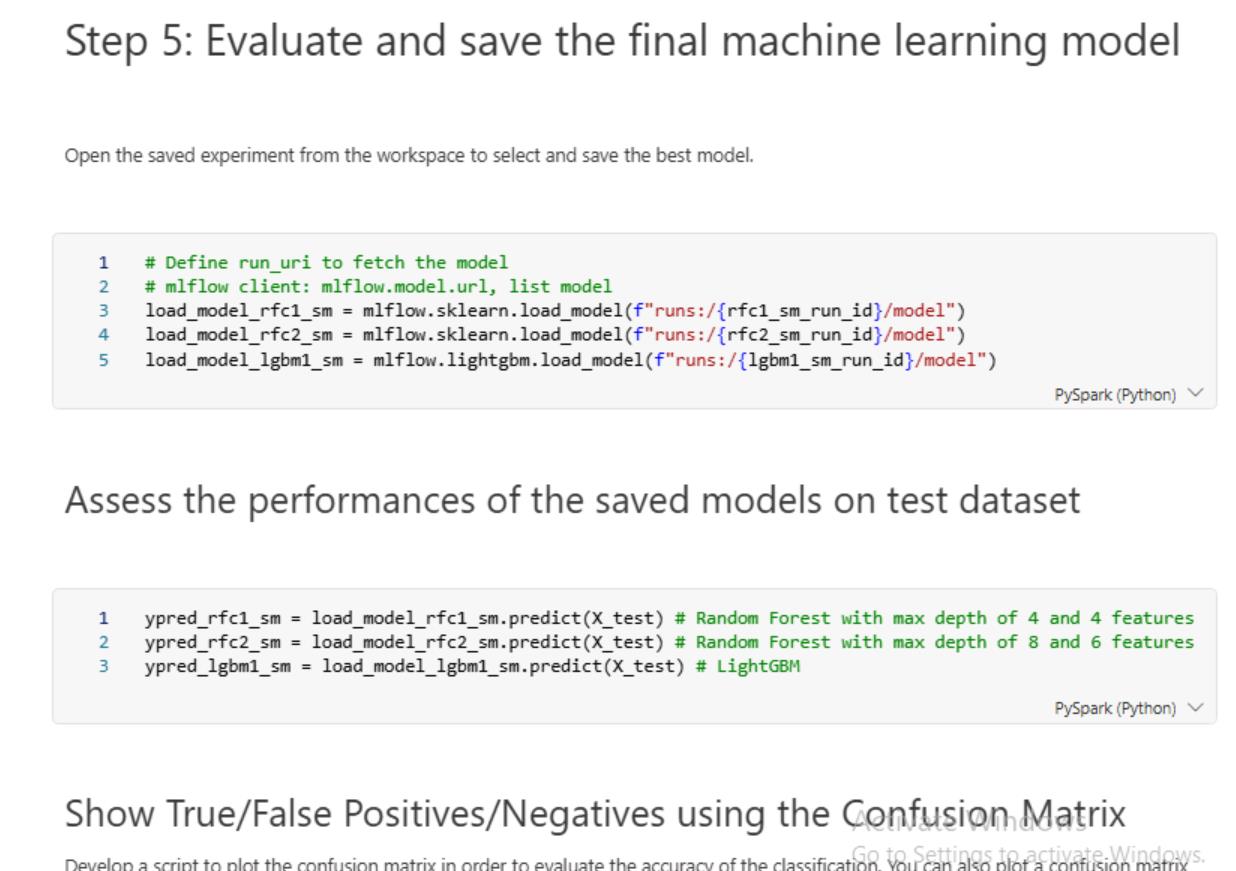 Step 5: Evaluate and save the final machine learning model
Open the saved experiment from the workspace to select and save the best model.
1 # Define run_uri to fetch the model
2 # mlflow client: mlflow.model.url, list model
3 load_model_rfc1_sm = mlflow.sklearn.load_model(f"runs:/{rfc1_sm_run_id}/model")
4 load_model_rfc2_sm = mlflow.sklearn.load_model(f"runs:/{rfc2_sm_run_id}/model")
5 load_model_lgbm1_sm = mlflow.lightgbm.load_model(f"runs:/{lgbm1_sm_run_id}/model")
PySpark (Python)
Assess the performances of the saved models on test dataset
1 ypred_rfc1_sm = load_model_rfc1_sm.predict(X_test) # Random Forest with max depth of 4 and 4 features
2 ypred_rfc2_sm = load_model_rfc2_sm.predict(X_test) # Random Forest with max depth of 8 and 6 features
3 ypred_lgbm1_sm = load_model_lgbm1_sm.predict(X_test) # LightGBM
PySpark (Python)
Show True/False Positives/Negatives using the Confusion Matrix
Activate Windows
Go to Settings to activate Windows.
Develop a script to plot the confusion matrix in order to evaluate the accuracy of the classification. You can also plot a confusion matrix